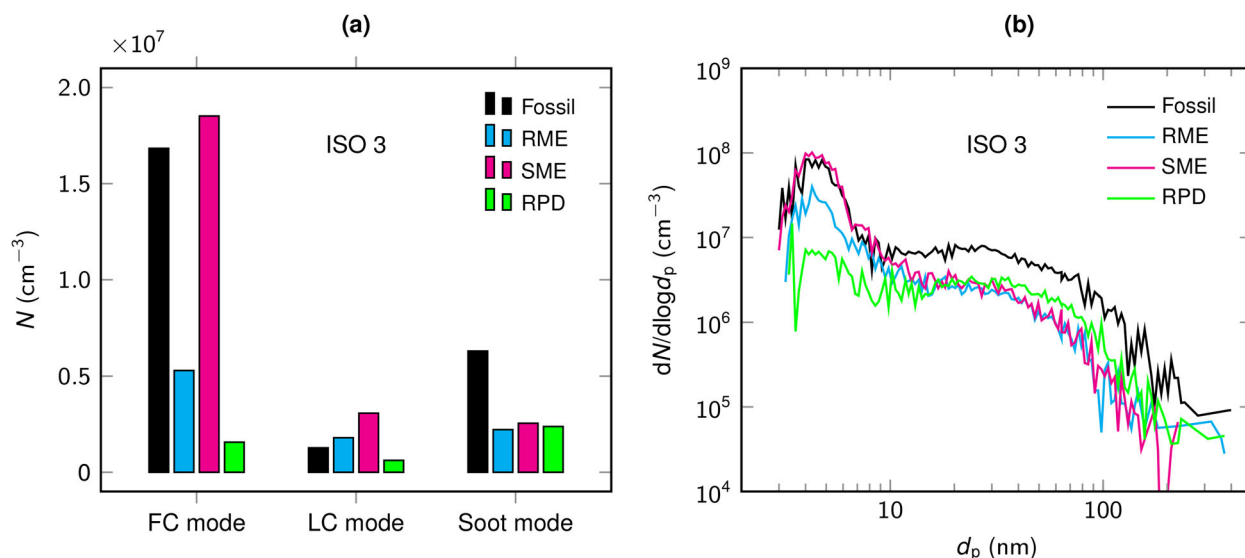 (a)
×10⁷
N (cm⁻³)
2.0
1.5
1.0
0.5
0
ISO 3
Fossil
RME
SME
RPD
FC mode LC mode Soot mode
(b)
dN/dlogdₚ (cm⁻³)
10⁹
10⁸
10⁷
10⁶
10⁵
10⁴
ISO 3
Fossil
RME
SME
RPD
10 100
dₚ (nm)